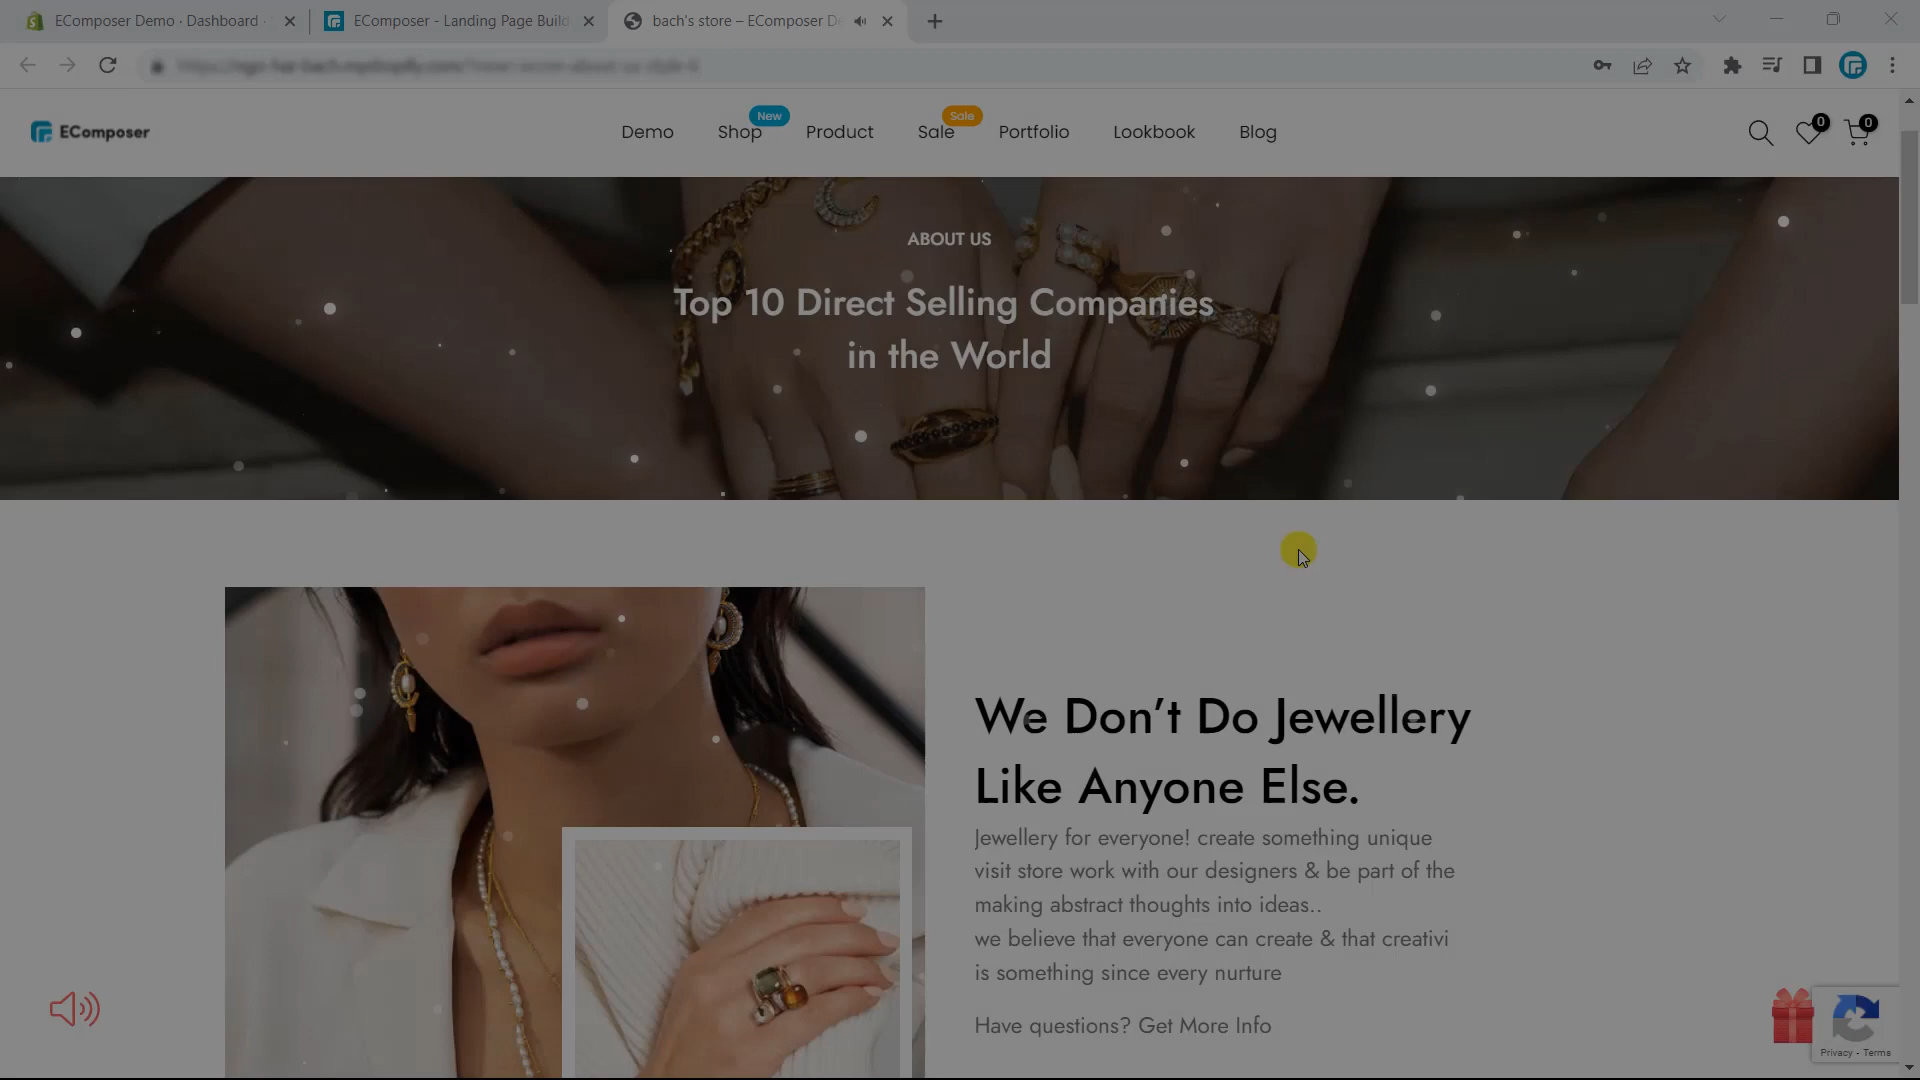 EComposer Demo · Dashboard ·
EComposer - Landing Page Build
bach's store – EComposer D
EComposer
Demo
Shop
New
Product
Sale
Sale
Portfolio
Lookbook
Blog
0
0
ABOUT US
Top 10 Direct Selling Companies
in the World
We Don't Do Jewellery
Like Anyone Else.
Jewellery for everyone! create something unique
visit store work with our designers & be part of the
making abstract thoughts into ideas..
we believe that everyone can create & that creativi
is something since every nurture
Have questions? Get More Info
Privacy - Terms